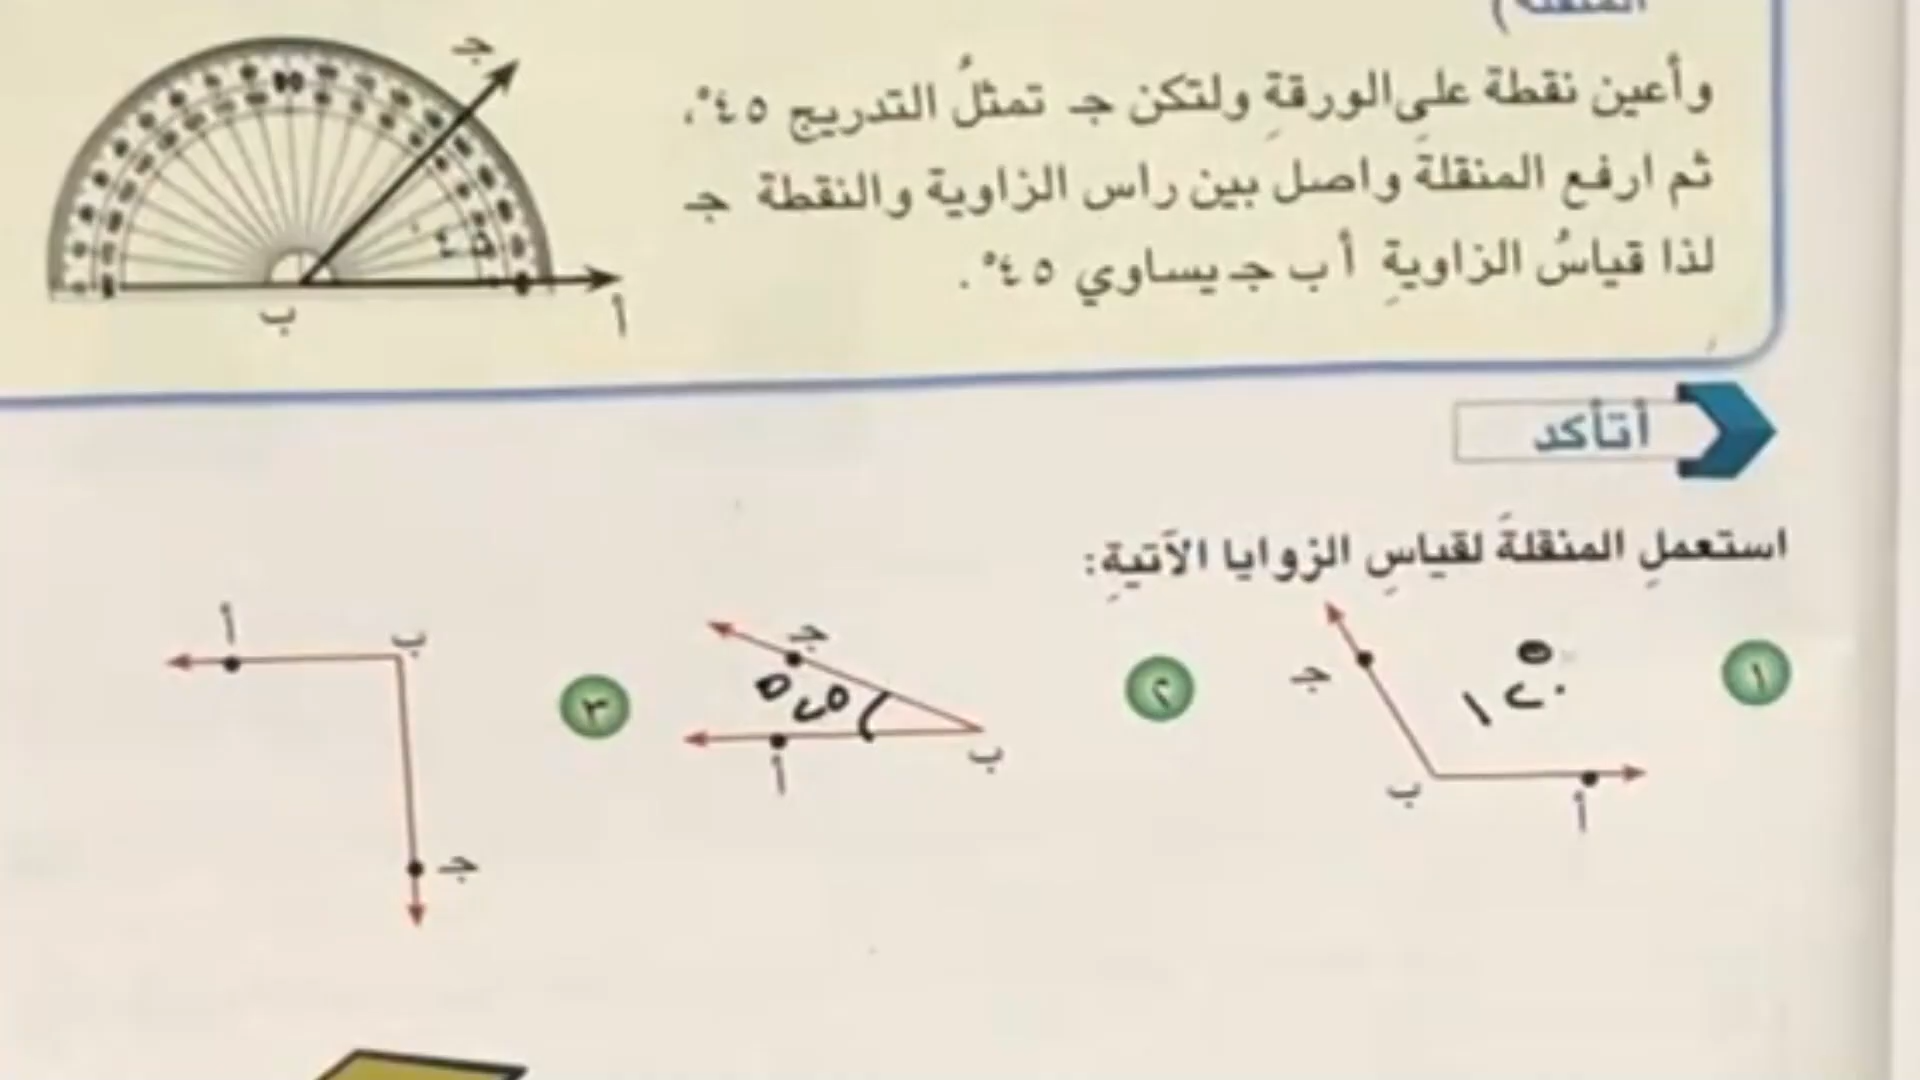 المنقلة)
وأعين نقطة على الورقةِ ولتكن جـ تمثلُ التدريج ٤٥°،
ثم ارفع المنقلةَ واصل بين راس الزاوية والنقطة جـ
لذا قياسُ الزاويةِ أ ب جـ يساوي ٤٥°.
جـ
٤٥
ب
أ
أتأكد
استعملِ المنقلةَ لقياسِ الزوايا الآتيةِ:
١
جـ
ب
أ
١٢٠°
٢
جـ
أ
ب
٣
أ
ب
جـ